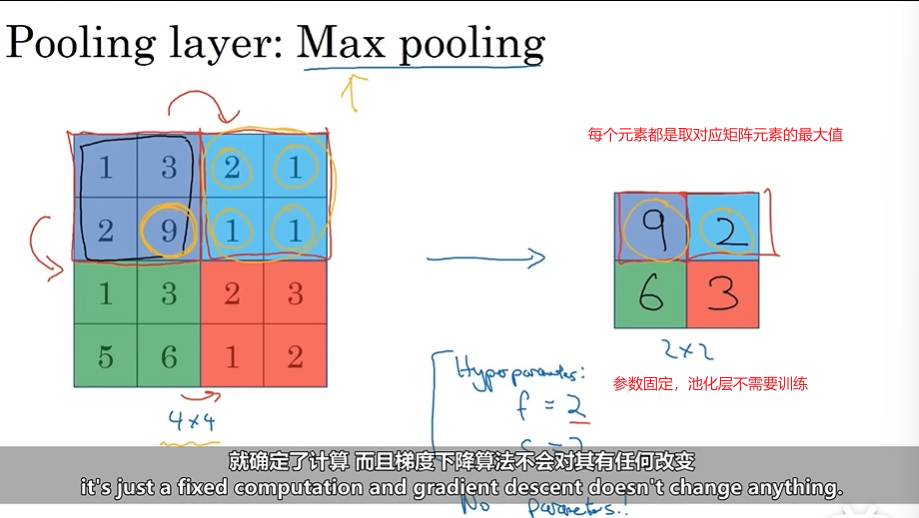 Pooling layer: Max pooling
每个元素都是取对应矩阵元素的最大值
1 3 2 1
2 9 1 1
1 3 2 3
5 6 1 2
4×4
9 2
6 3
2×2
参数固定，池化层不需要训练
Hyperparameters:
f = 2
s = 2
No parameters!
就确定了计算 而且梯度下降算法不会对其有任何改变
it's just a fixed computation and gradient descent doesn't change anything.